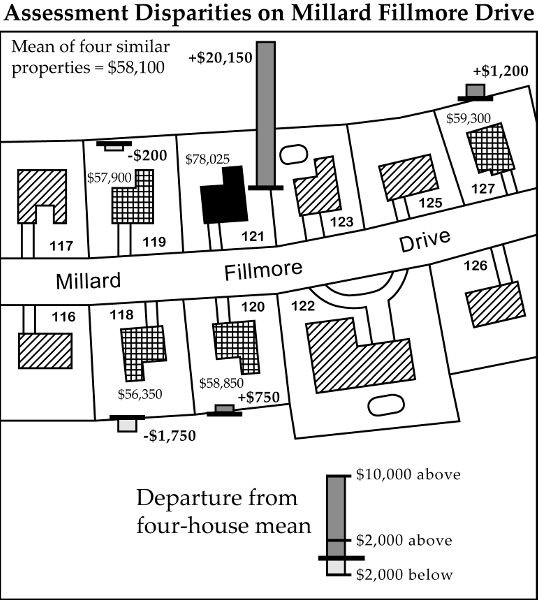 Assessment Disparities on Millard Fillmore Drive
Mean of four similar
properties = $58,100
+$20,150
+$1,200
-$200
$57,900
$78,025
$59,300
117
119
121
123
125
127
Millard Fillmore Drive
116
118
120
122
126
$56,350
$58,850
+$750
-$1,750
Departure from
four-house mean
$10,000 above
$2,000 above
$2,000 below